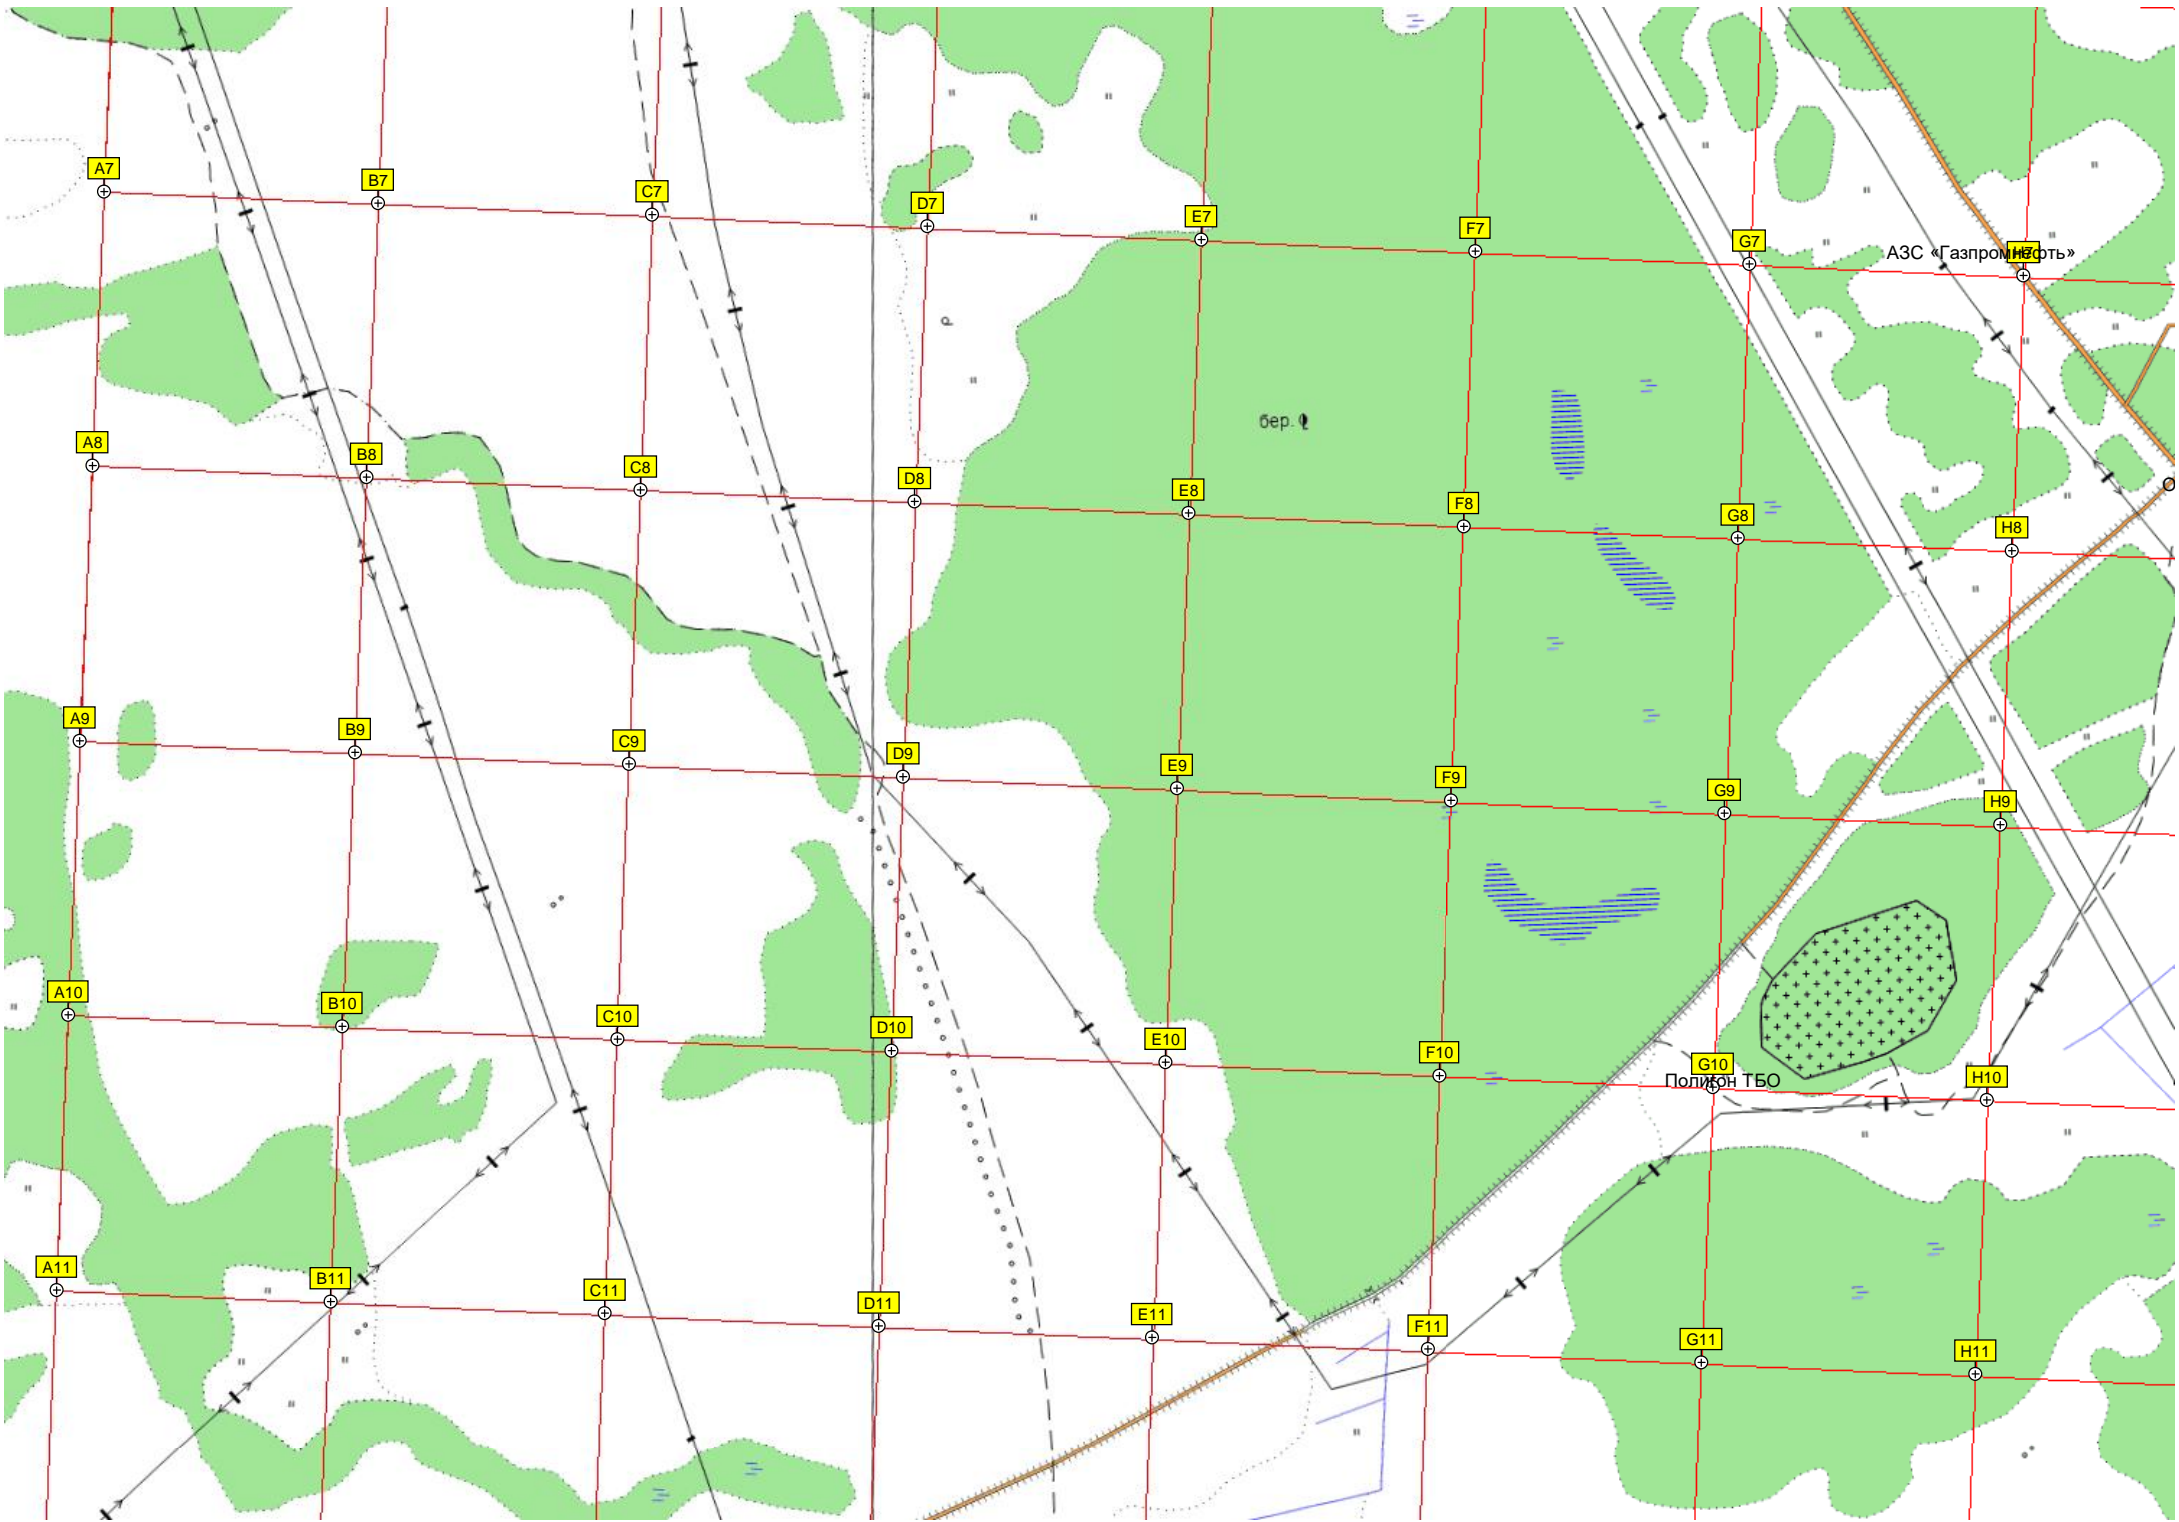 A7
B7
C7
D7
E7
F7
G7
АЗС «Газпромнефть»
H7
бер.
A8
B8
C8
D8
E8
F8
G8
H8
A9
B9
C9
D9
E9
F9
G9
H9
A10
B10
C10
D10
E10
F10
G10
Полигон ТБО
H10
A11
B11
C11
D11
E11
F11
G11
H11